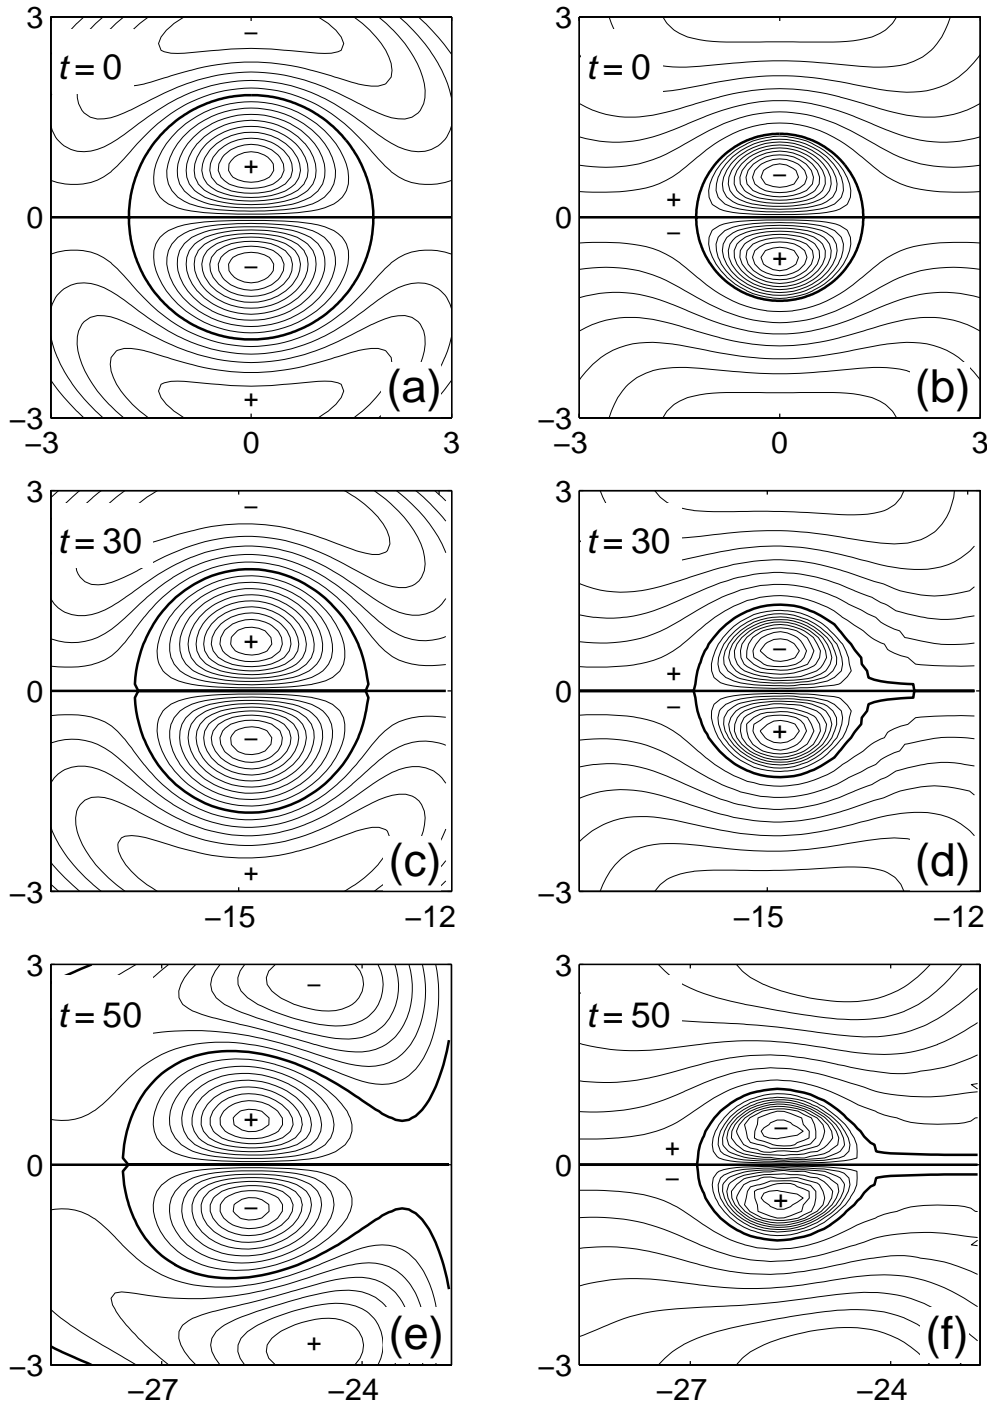 3 3
t = 0 t = 0
− −
+ −
0 + 0
− −
+ +
(a) (b)
−3 −3
−3 0 3 −3 0 3
3 3
t = 30 t = 30
− −
+ −
0 + 0
− −
+ +
(c) (d)
−3 −3
−15 −12 −15 −12
3 3
t = 50 t = 50
− −
+ −
0 + 0
− −
+ +
(e) (f)
−3 −3
−27 −24 −27 −24